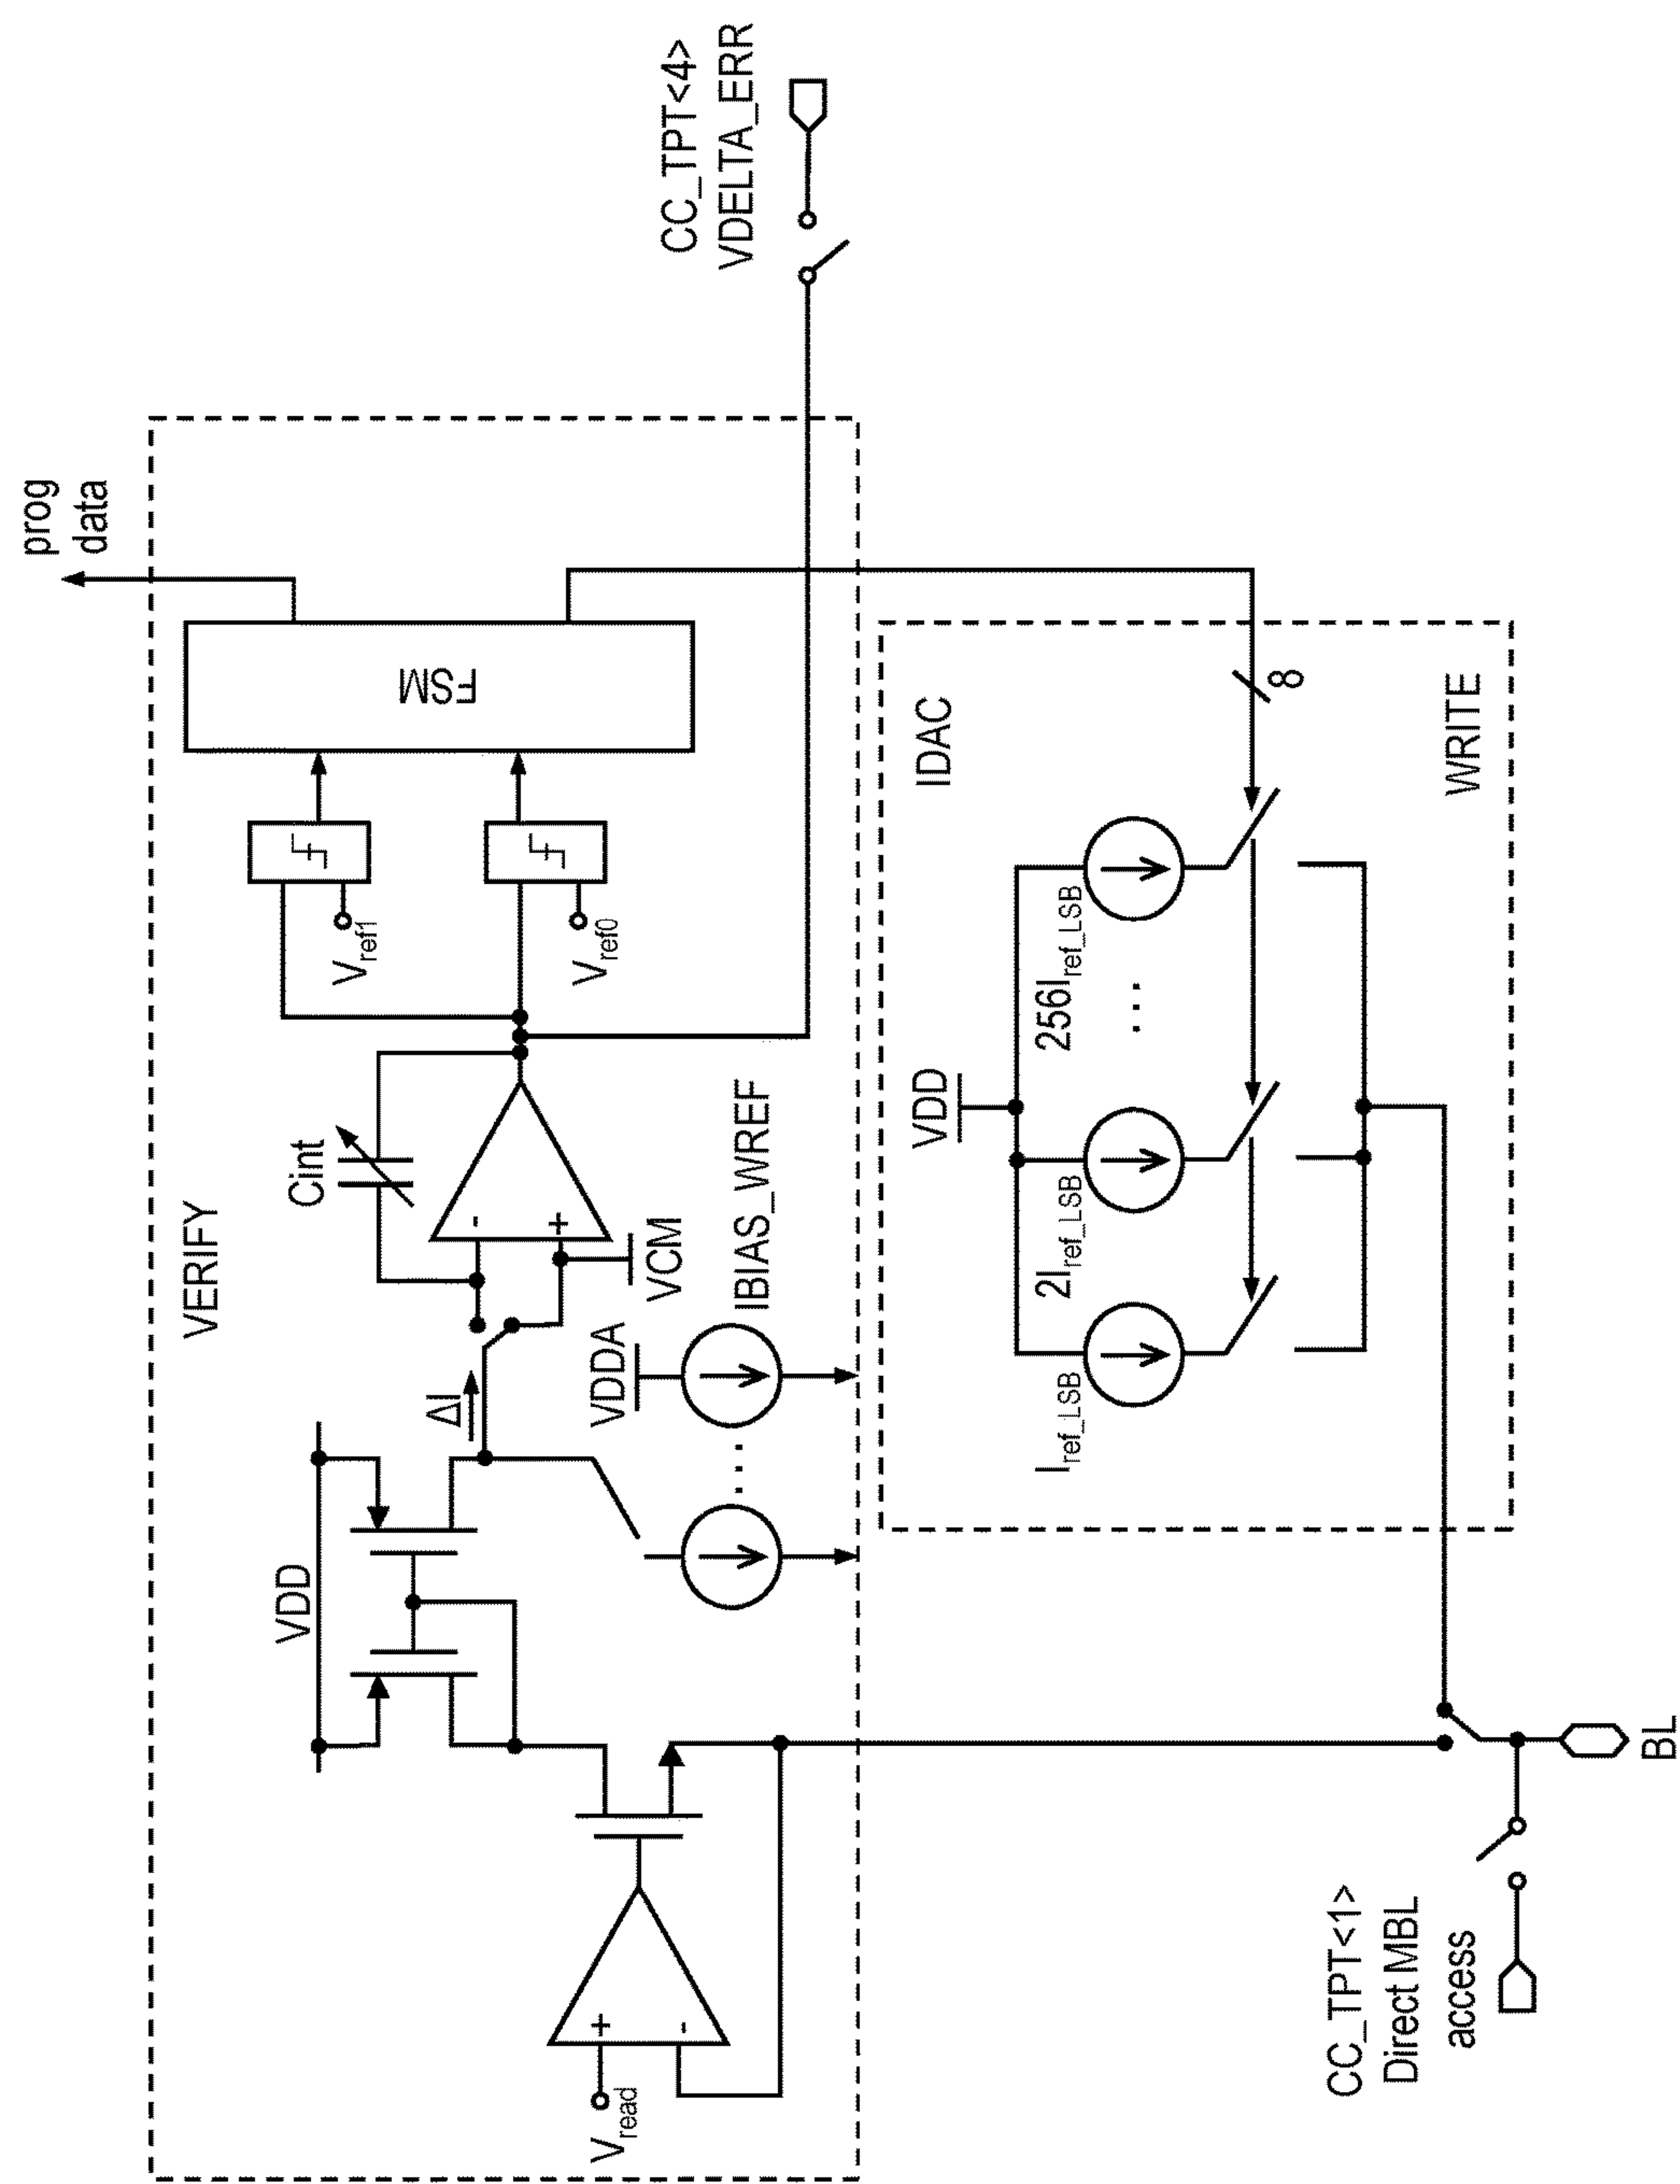 VERIFY
prog
data
VDD
Cint
FSM
ΔI
-
+
VCM
Vref1
Vref0
Vread
+
-
VDDA
IBIAS_WREF
...
CC_TPT<4>
VDELTA_ERR
IDAC
VDD
Iref_LSB
2Iref_LSB
256Iref_LSB
...
8
WRITE
CC_TPT<1>
Direct MBL
access
BL